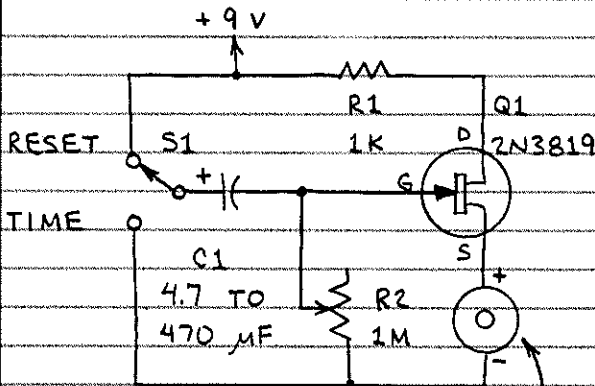 + 9 V
R1
1K
Q1
D
2N3819
RESET
S1
+
G
TIME
S
C1
4.7 TO
470 µF
R2
1M
+
-